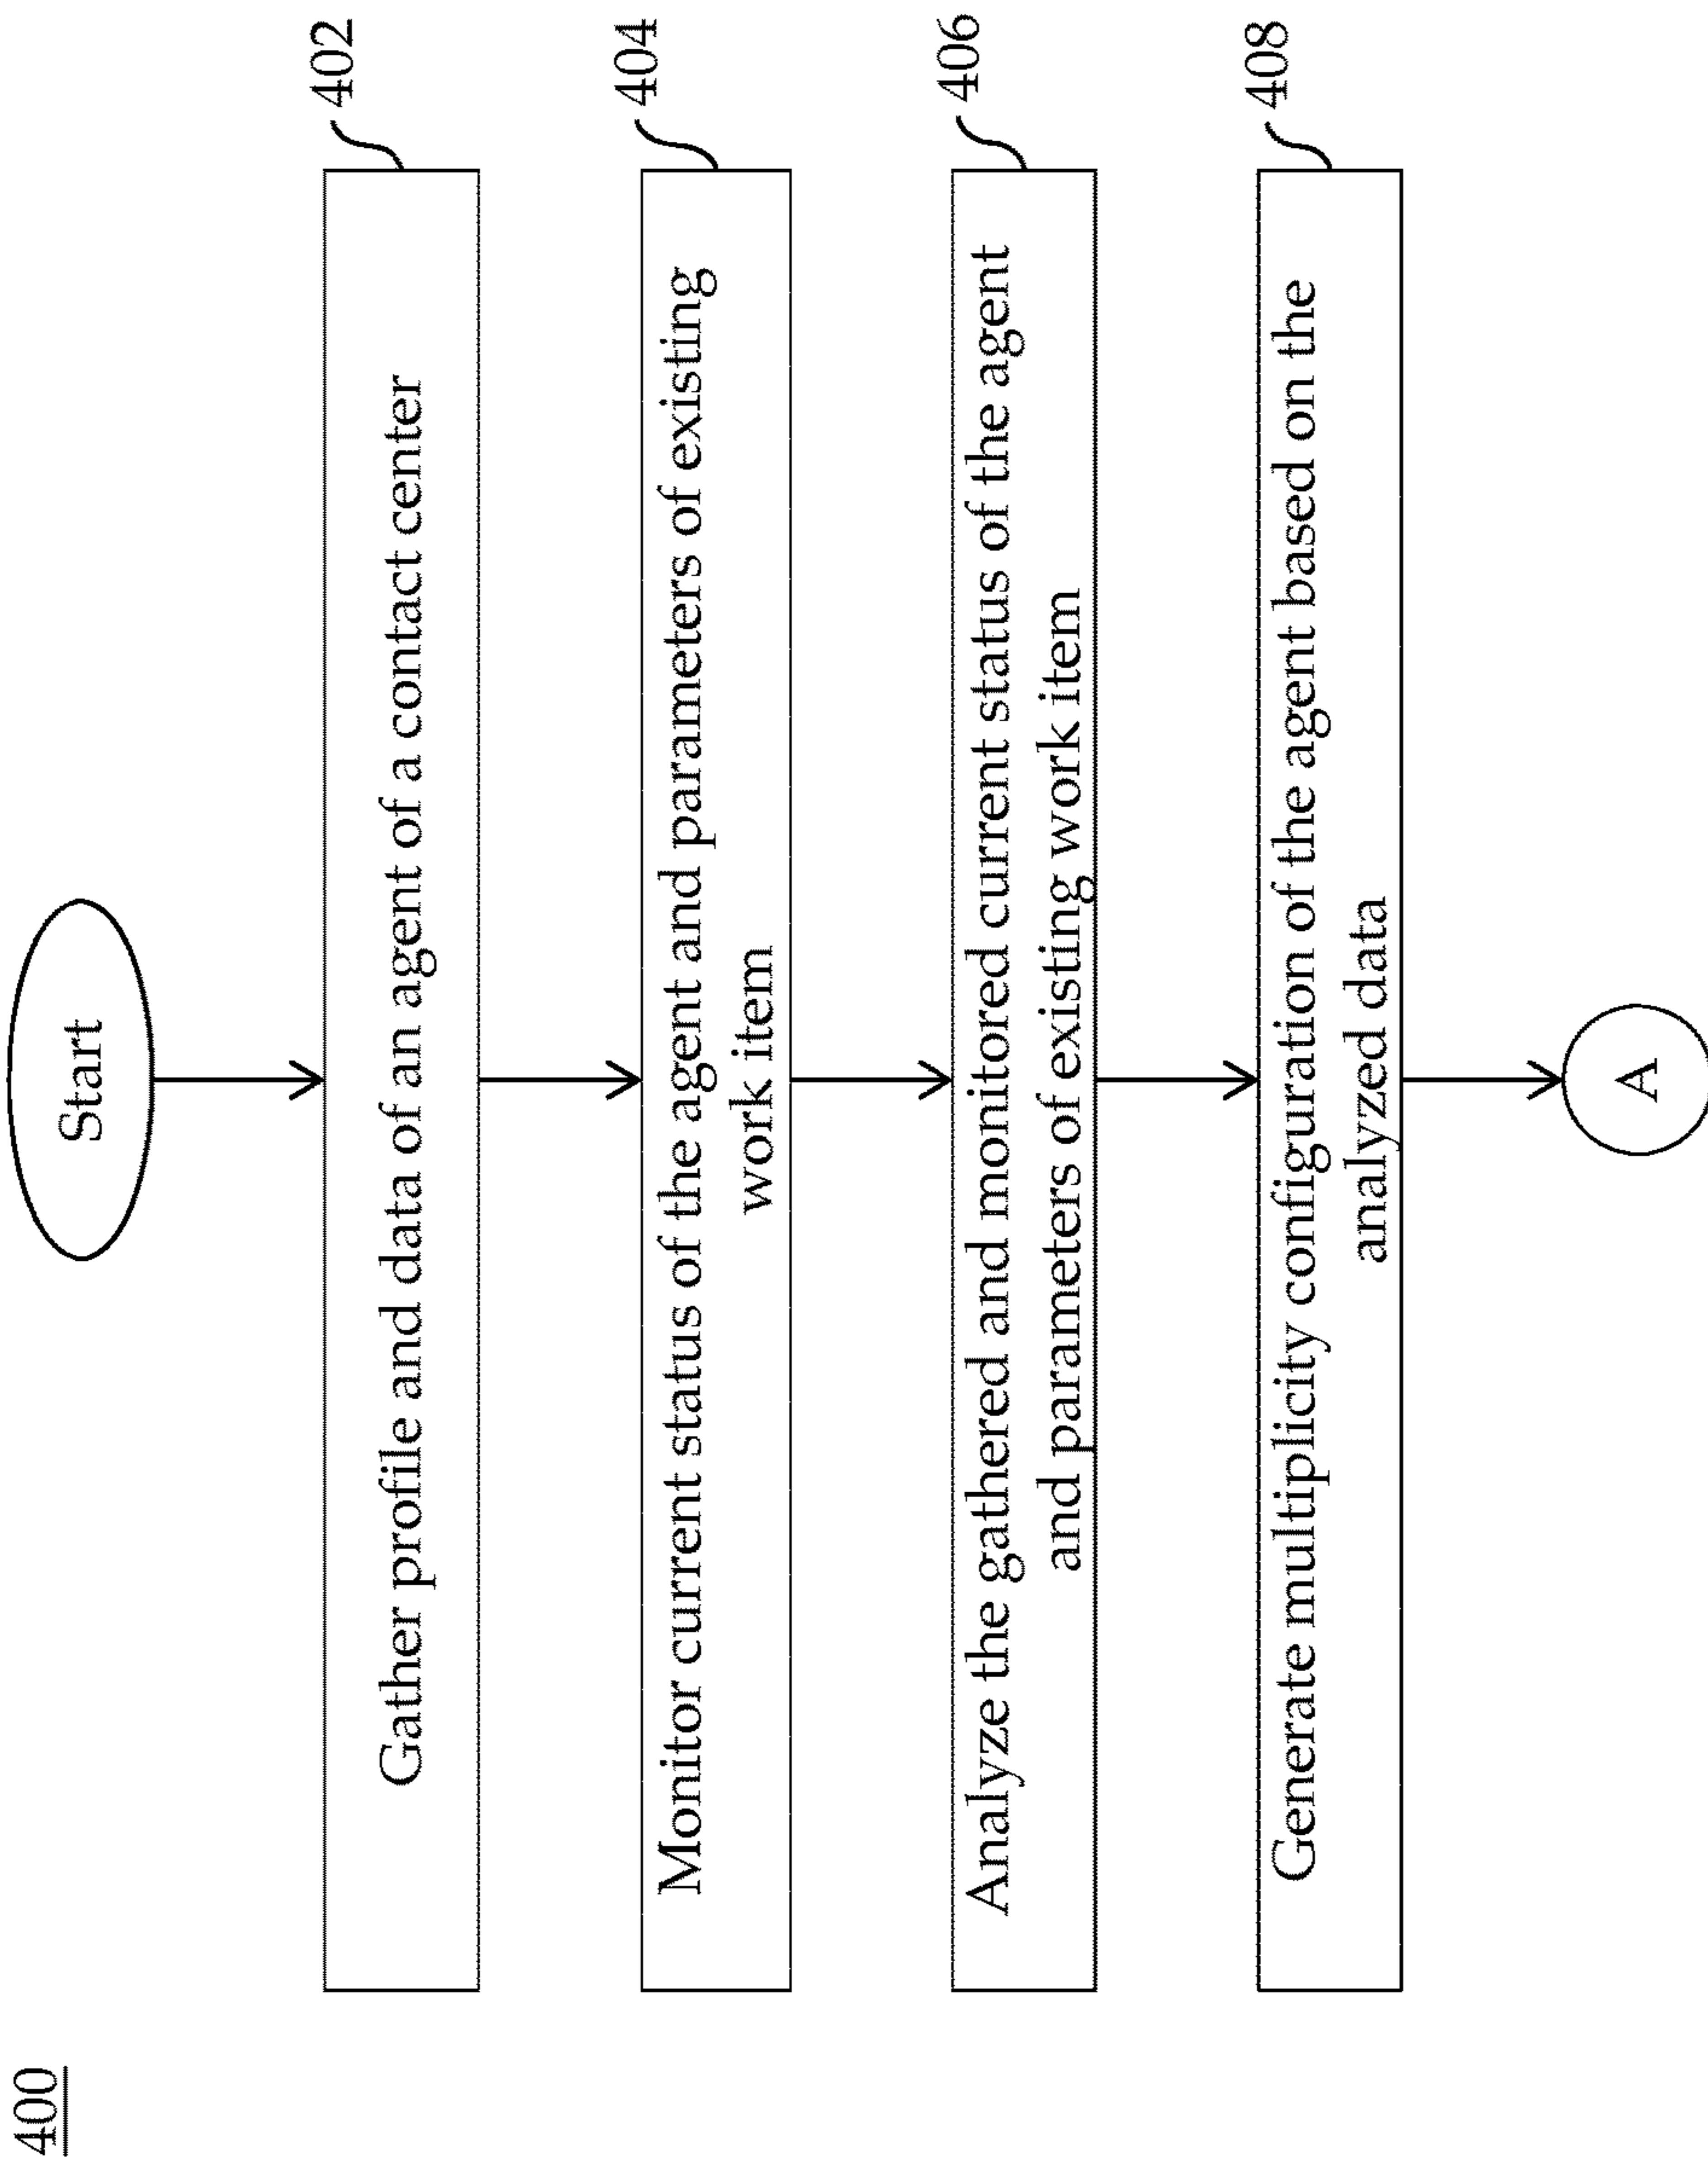 400
Start
402
Gather profile and data of an agent of a contact center
404
Monitor current status of the agent and parameters of existing
work item
406
Analyze the gathered and monitored current status of the agent
and parameters of existing work item
408
Generate multiplicity configuration of the agent based on the
analyzed data
A